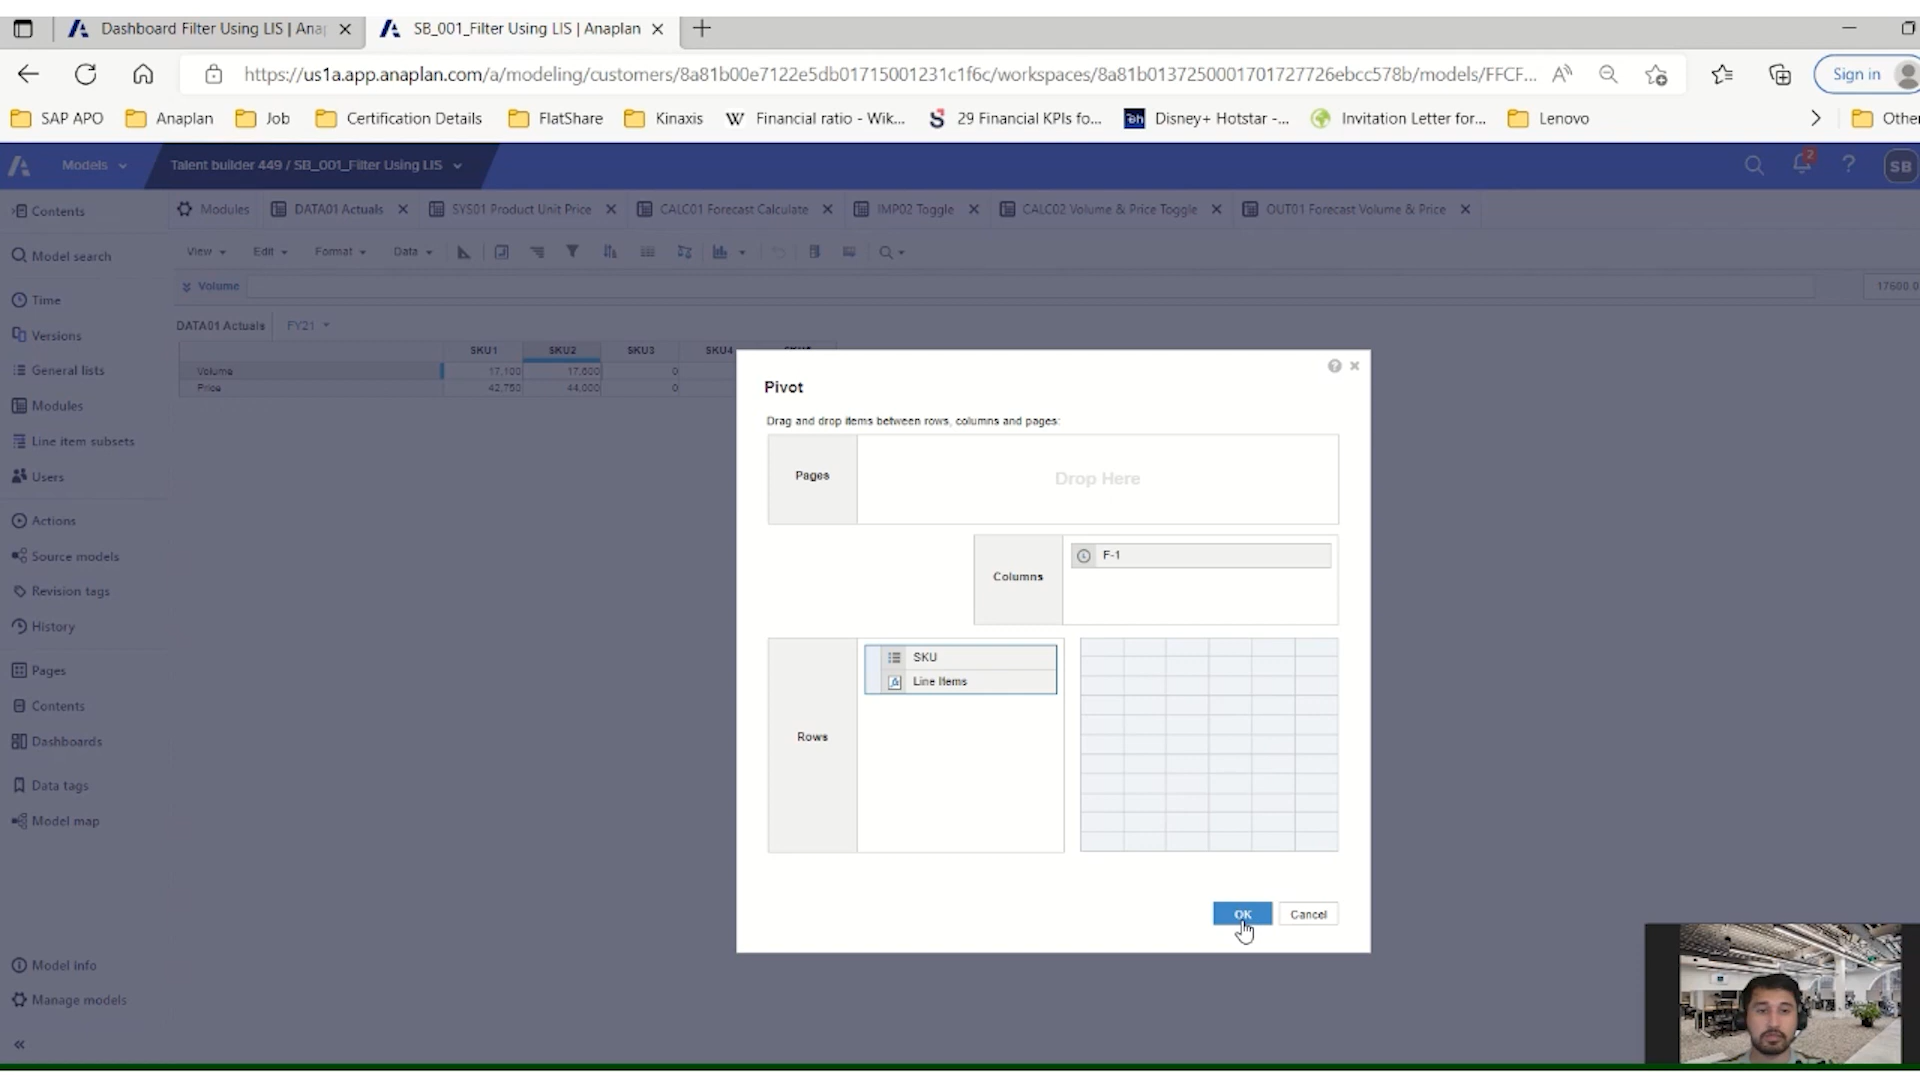 Dashboard Filter Using LIS | Anap
SB_001_Filter Using LIS | Anaplan
https://us1a.app.anaplan.com/a/modeling/customers/8a81b00e7122e5db01715001231c1f6c/workspaces/8a81b0137250001701727726ebcc578b/models/FFCF...
Sign in
SAP APO
Anaplan
Job
Certification Details
FlatShare
Kinaxis
Financial ratio - Wik...
29 Financial KPIs fo...
Disney+ Hotstar -...
Invitation Letter for...
Lenovo
Other
Models
Talent builder 449 / SB_001_Filter Using LIS
2
SB
Contents
Modules
DATA01 Actuals
SYS01 Product Unit Price
CALC01 Forecast Calculate
IMP02 Toggle
CALC02 Volume & Price Toggle
OUT01 Forecast Volume & Price
Model search
View
Edit
Format
Data
Volume
17600.0
Time
Versions
General lists
Modules
Line item subsets
Users
Actions
Source models
Revision tags
History
Pages
Contents
Dashboards
Data tags
Model map
Model info
Manage models
DATA01 Actuals
FY21
SKU1 SKU2 SKU3 SKU4
Volume 17,100 17,600 0
Price 42,750 44,000 0
Pivot
Drag and drop items between rows, columns and pages:
Pages
Drop Here
Columns
F-1
Rows
SKU
Line Items
OK
Cancel